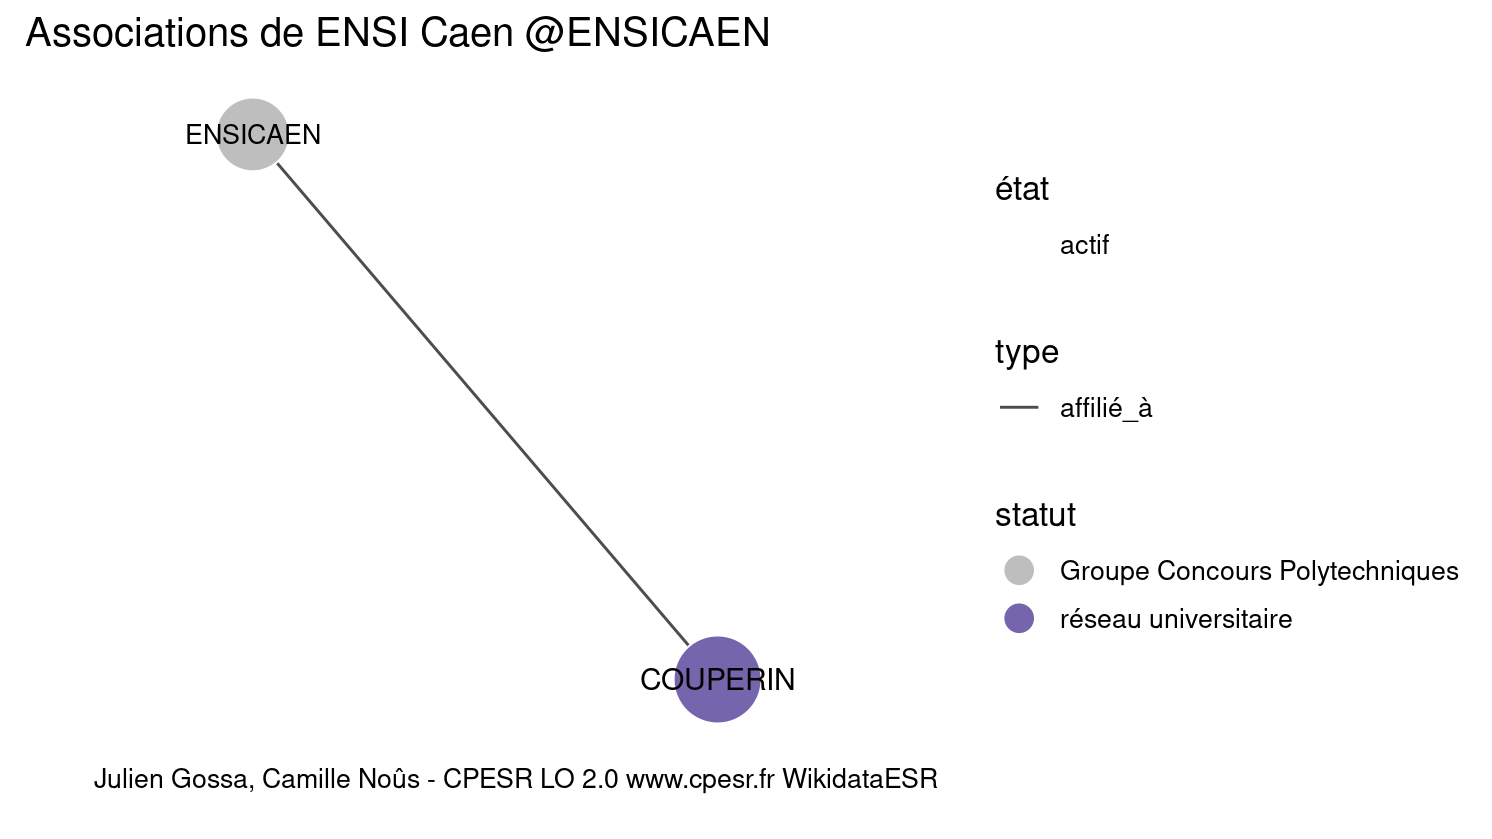 Associations de ENSI Caen @ENSICAEN
ENSICAEN
COUPERIN
état
actif
type
affilié_à
statut
Groupe Concours Polytechniques
réseau universitaire
Julien Gossa, Camille Noûs - CPESR LO 2.0 www.cpesr.fr WikidataESR